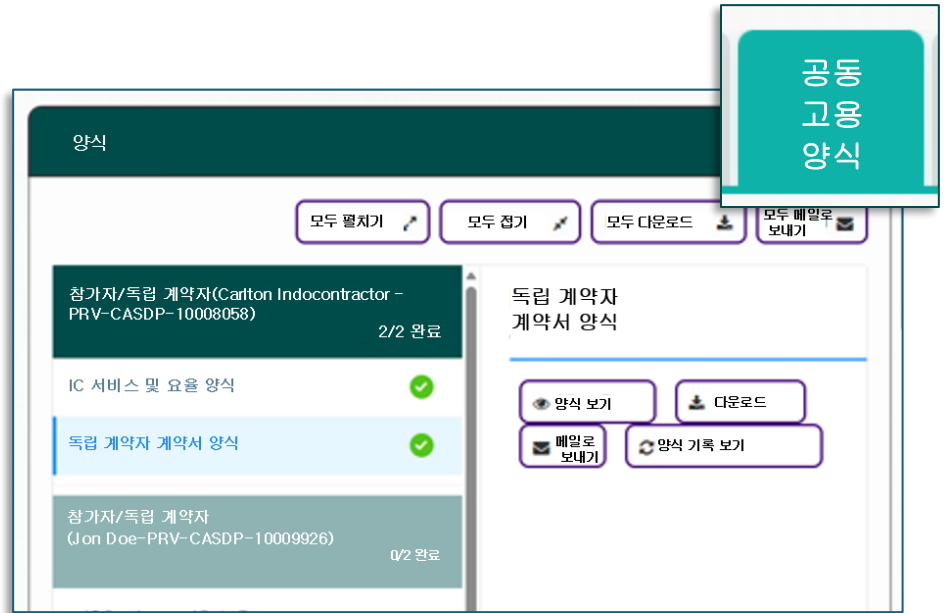 공동
고용
양식
양식
모두 펼치기
모두 접기
모두 다운로드
모두 메일로
보내기
참가자/독립 계약자(Carlton Indocontractor –
PRV-CASDP-10008058)
2/2 완료
IC 서비스 및 요율 양식
독립 계약자 계약서 양식
참가자/독립 계약자
(Jon Doe-PRV-CASDP-10009926)
0/2 완료
독립 계약자
계약서 양식
양식 보기
다운로드
메일로
보내기
양식 기록 보기